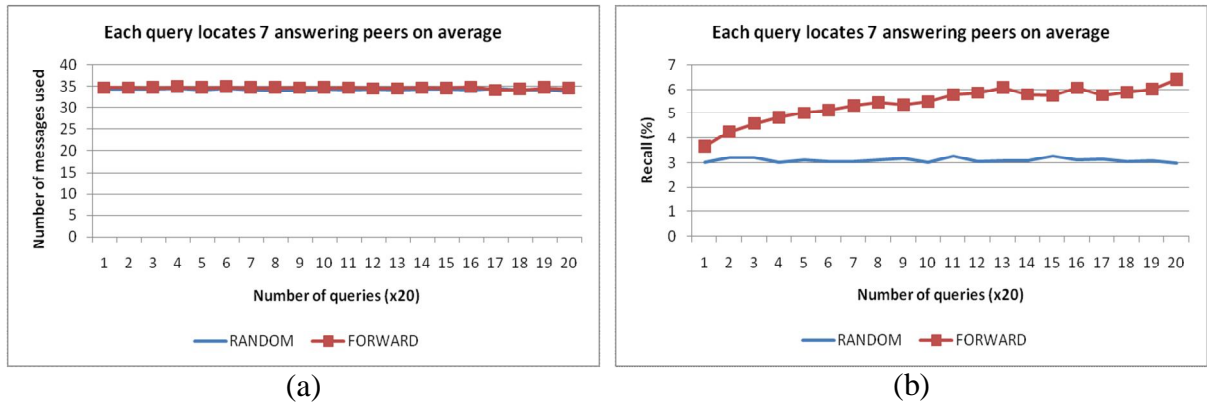 Each query locates 7 answering peers on average
Number of messages used
40
35
30
25
20
15
10
5
0
1 2 3 4 5 6 7 8 9 10 11 12 13 14 15 16 17 18 19 20
Number of queries (x20)
RANDOM FORWARD
(a)
Each query locates 7 answering peers on average
Recall (%)
7
6
5
4
3
2
1
0
1 2 3 4 5 6 7 8 9 10 11 12 13 14 15 16 17 18 19 20
Number of queries (x20)
RANDOM FORWARD
(b)